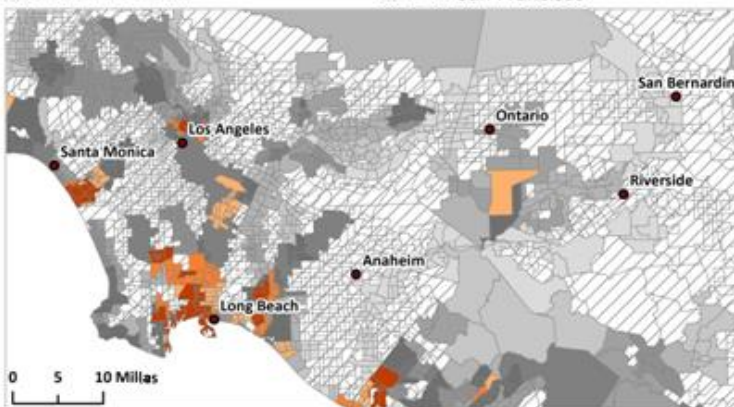 San Bernardin
Ontario
Los Angeles
Santa Monica
Riverside
Anaheim
Long Beach
0 5 10 Millas